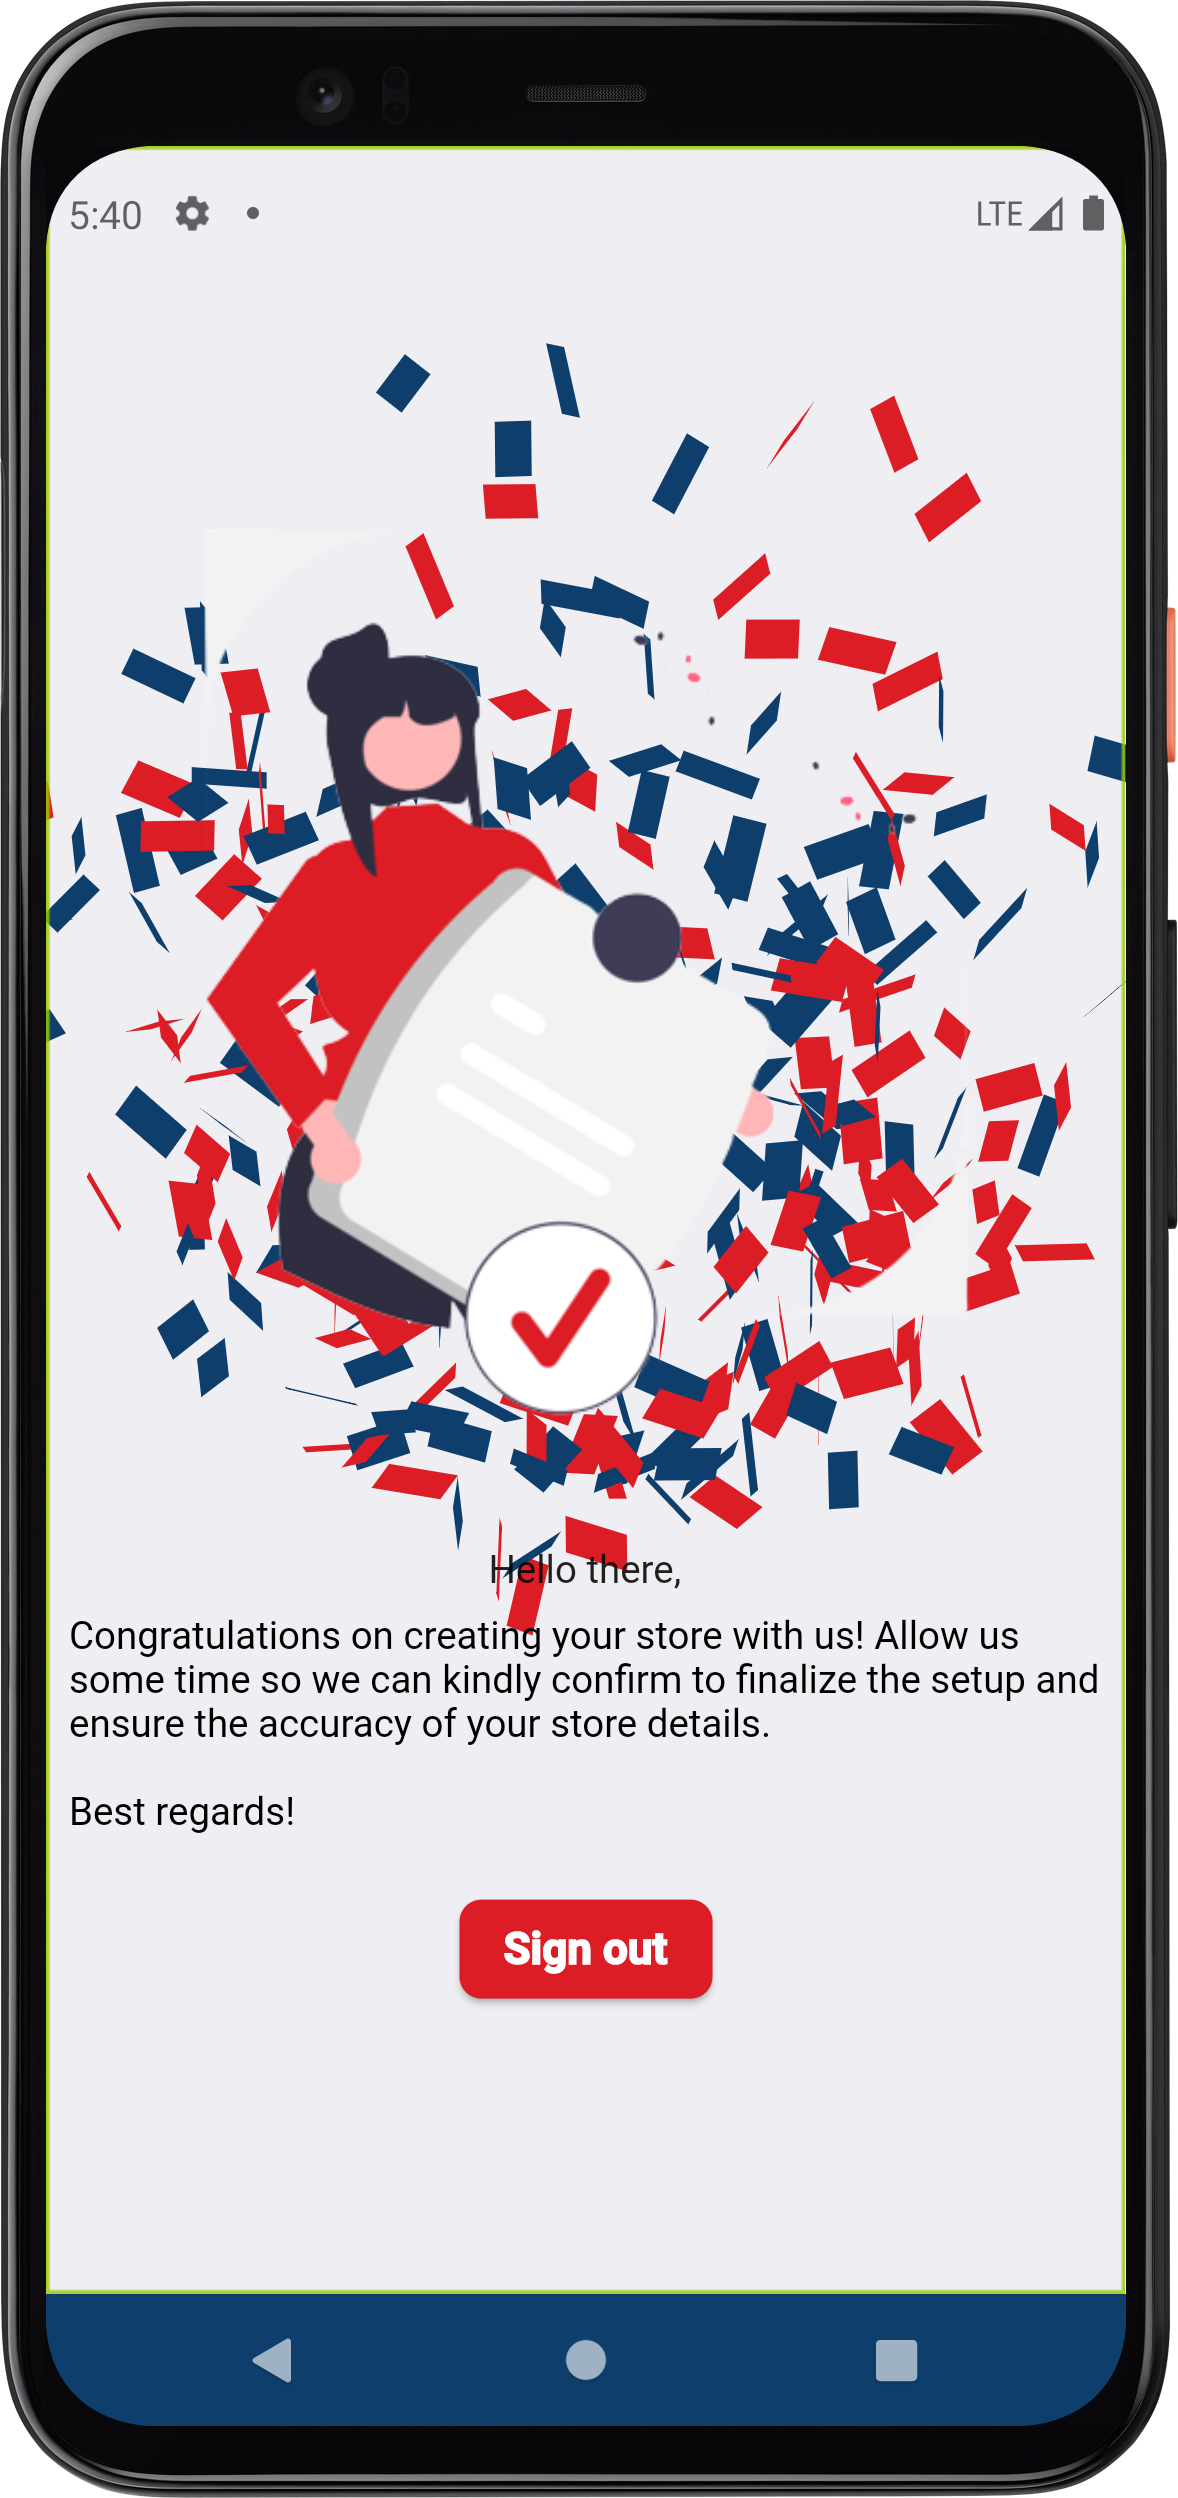 5:40
LTE
Hello there,
Congratulations on creating your store with us! Allow us
some time so we can kindly confirm to finalize the setup and
ensure the accuracy of your store details.
Best regards!
Sign out